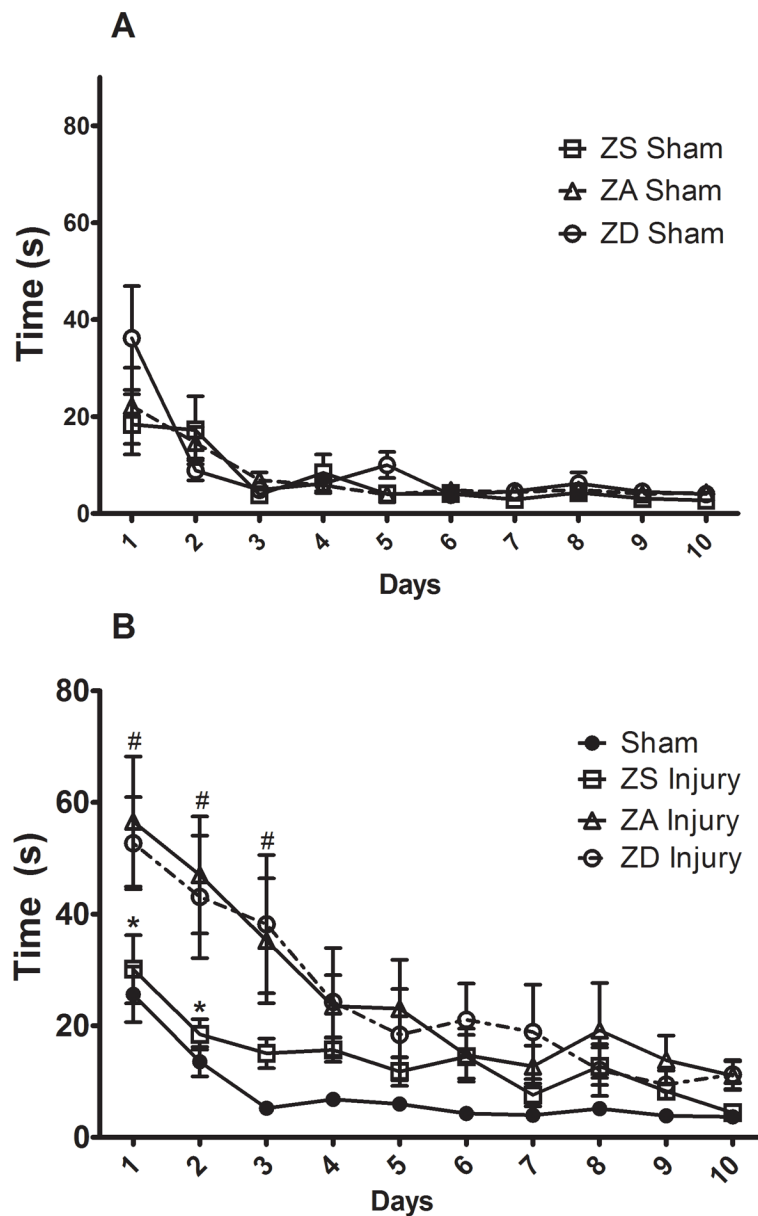 A
80
60
40
20
0
Time (s)
ZS Sham
ZA Sham
ZD Sham
1 2 3 4 5 6 7 8 9 10
Days
B
80
60
40
20
0
Time (s)
# # #
* *
Sham
ZS Injury
ZA Injury
ZD Injury
1 2 3 4 5 6 7 8 9 10
Days